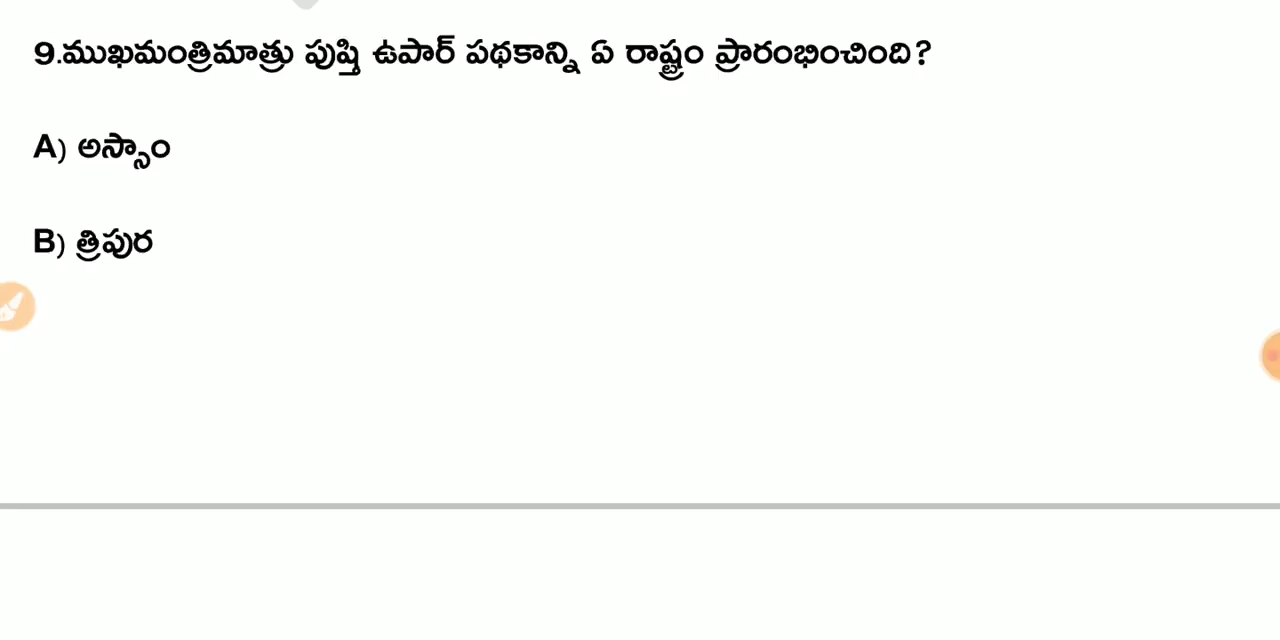 9.ముఖమంత్రిమాత్రు పుష్తి ఉపార్ పథకాన్ని ఏ రాష్ట్రం ప్రారంభించింది?
A) అస్సాం
B) త్రిపుర